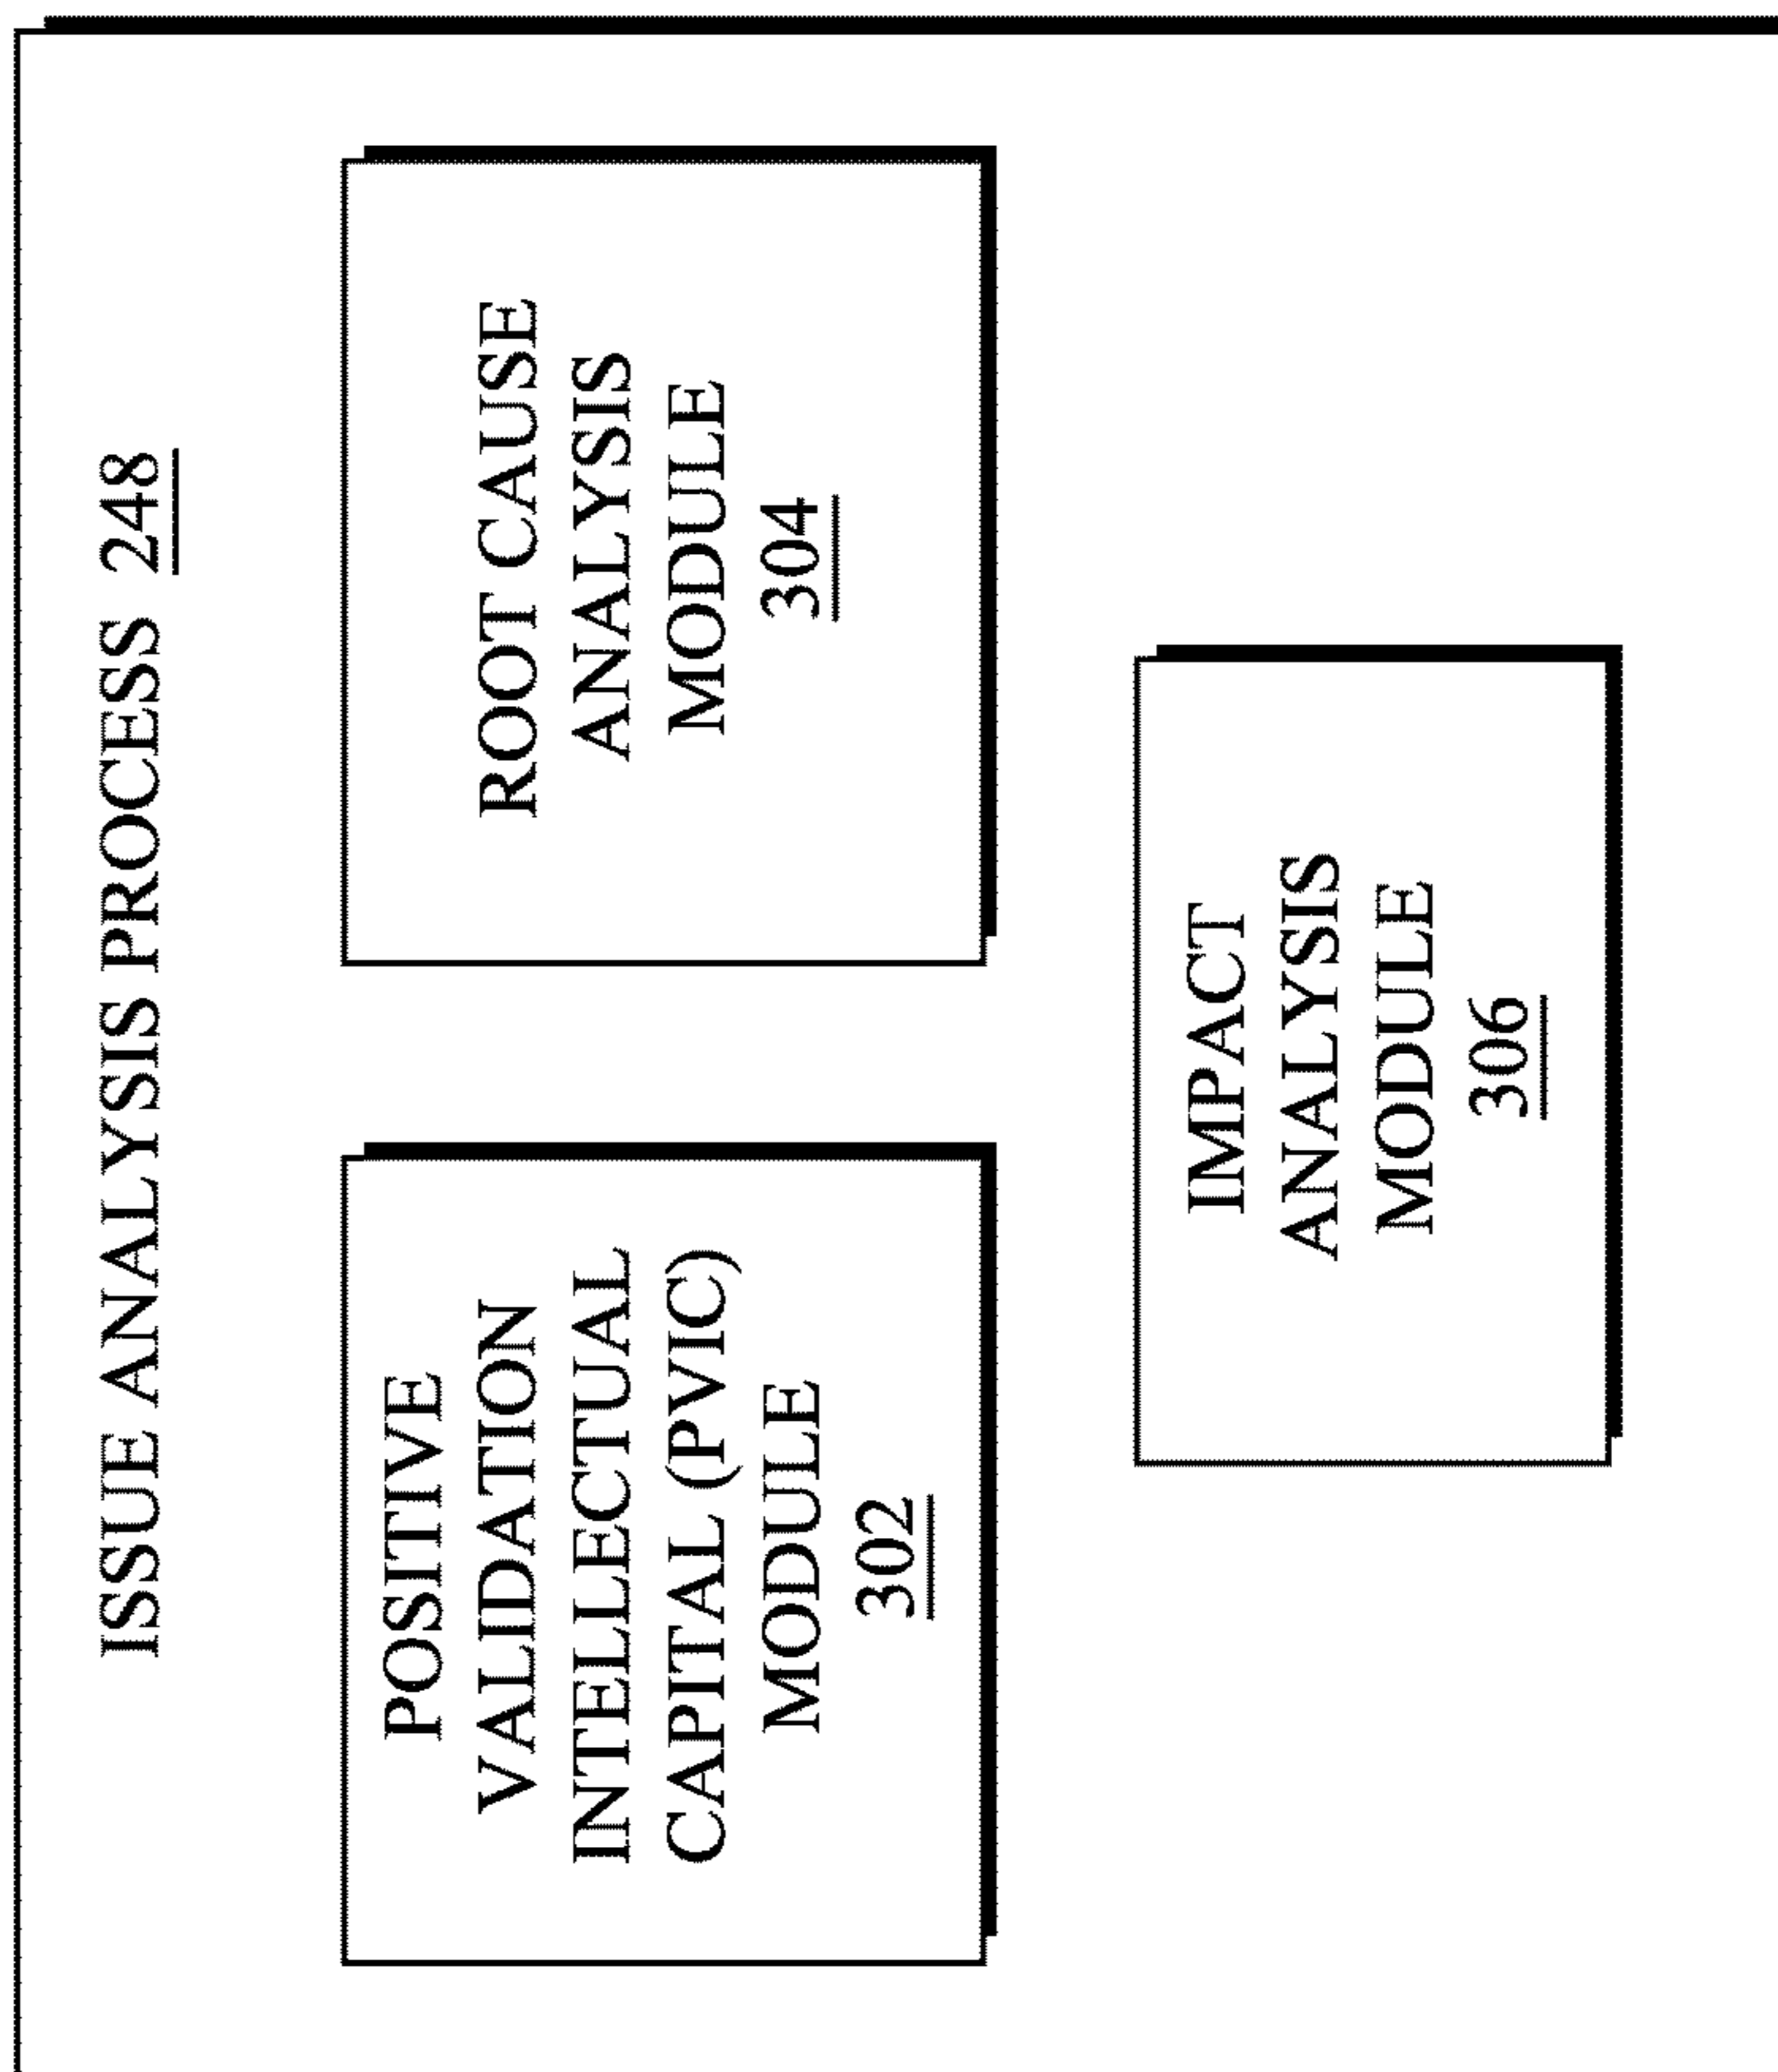 ISSUE ANALYSIS PROCESS 248
POSITIVE
VALIDATION
INTELLECTUAL
CAPITAL (PVIC)
MODULE
302
ROOT CAUSE
ANALYSIS
MODULE
304
IMPACT
ANALYSIS
MODULE
306